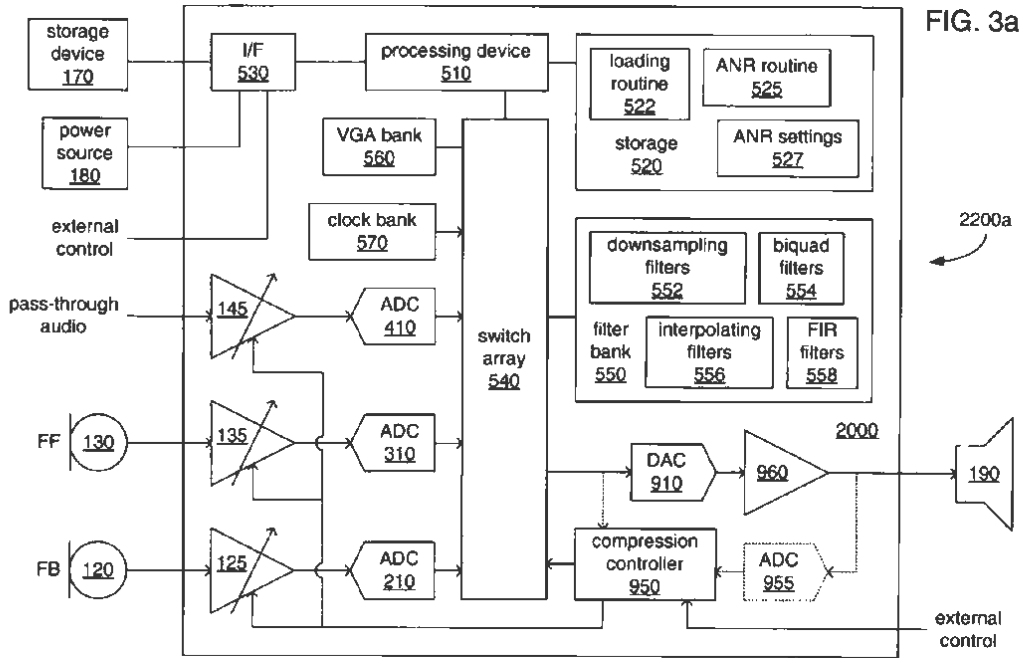 FIG. 3a
storage
device
170
I/F
530
processing device
510
loading
routine
522
ANR routine
525
storage
520
ANR settings
527
power
source
180
VGA bank
560
external
control
clock bank
570
2200a
downsampling
filters
552
biquad
filters
554
filter
bank
550
interpolating
filters
556
FIR
filters
558
pass-through
audio
145
ADC
410
switch
array
540
FF
130
135
ADC
310
2000
DAC
910
960
190
FB
120
125
ADC
210
compression
controller
950
ADC
955
external
control